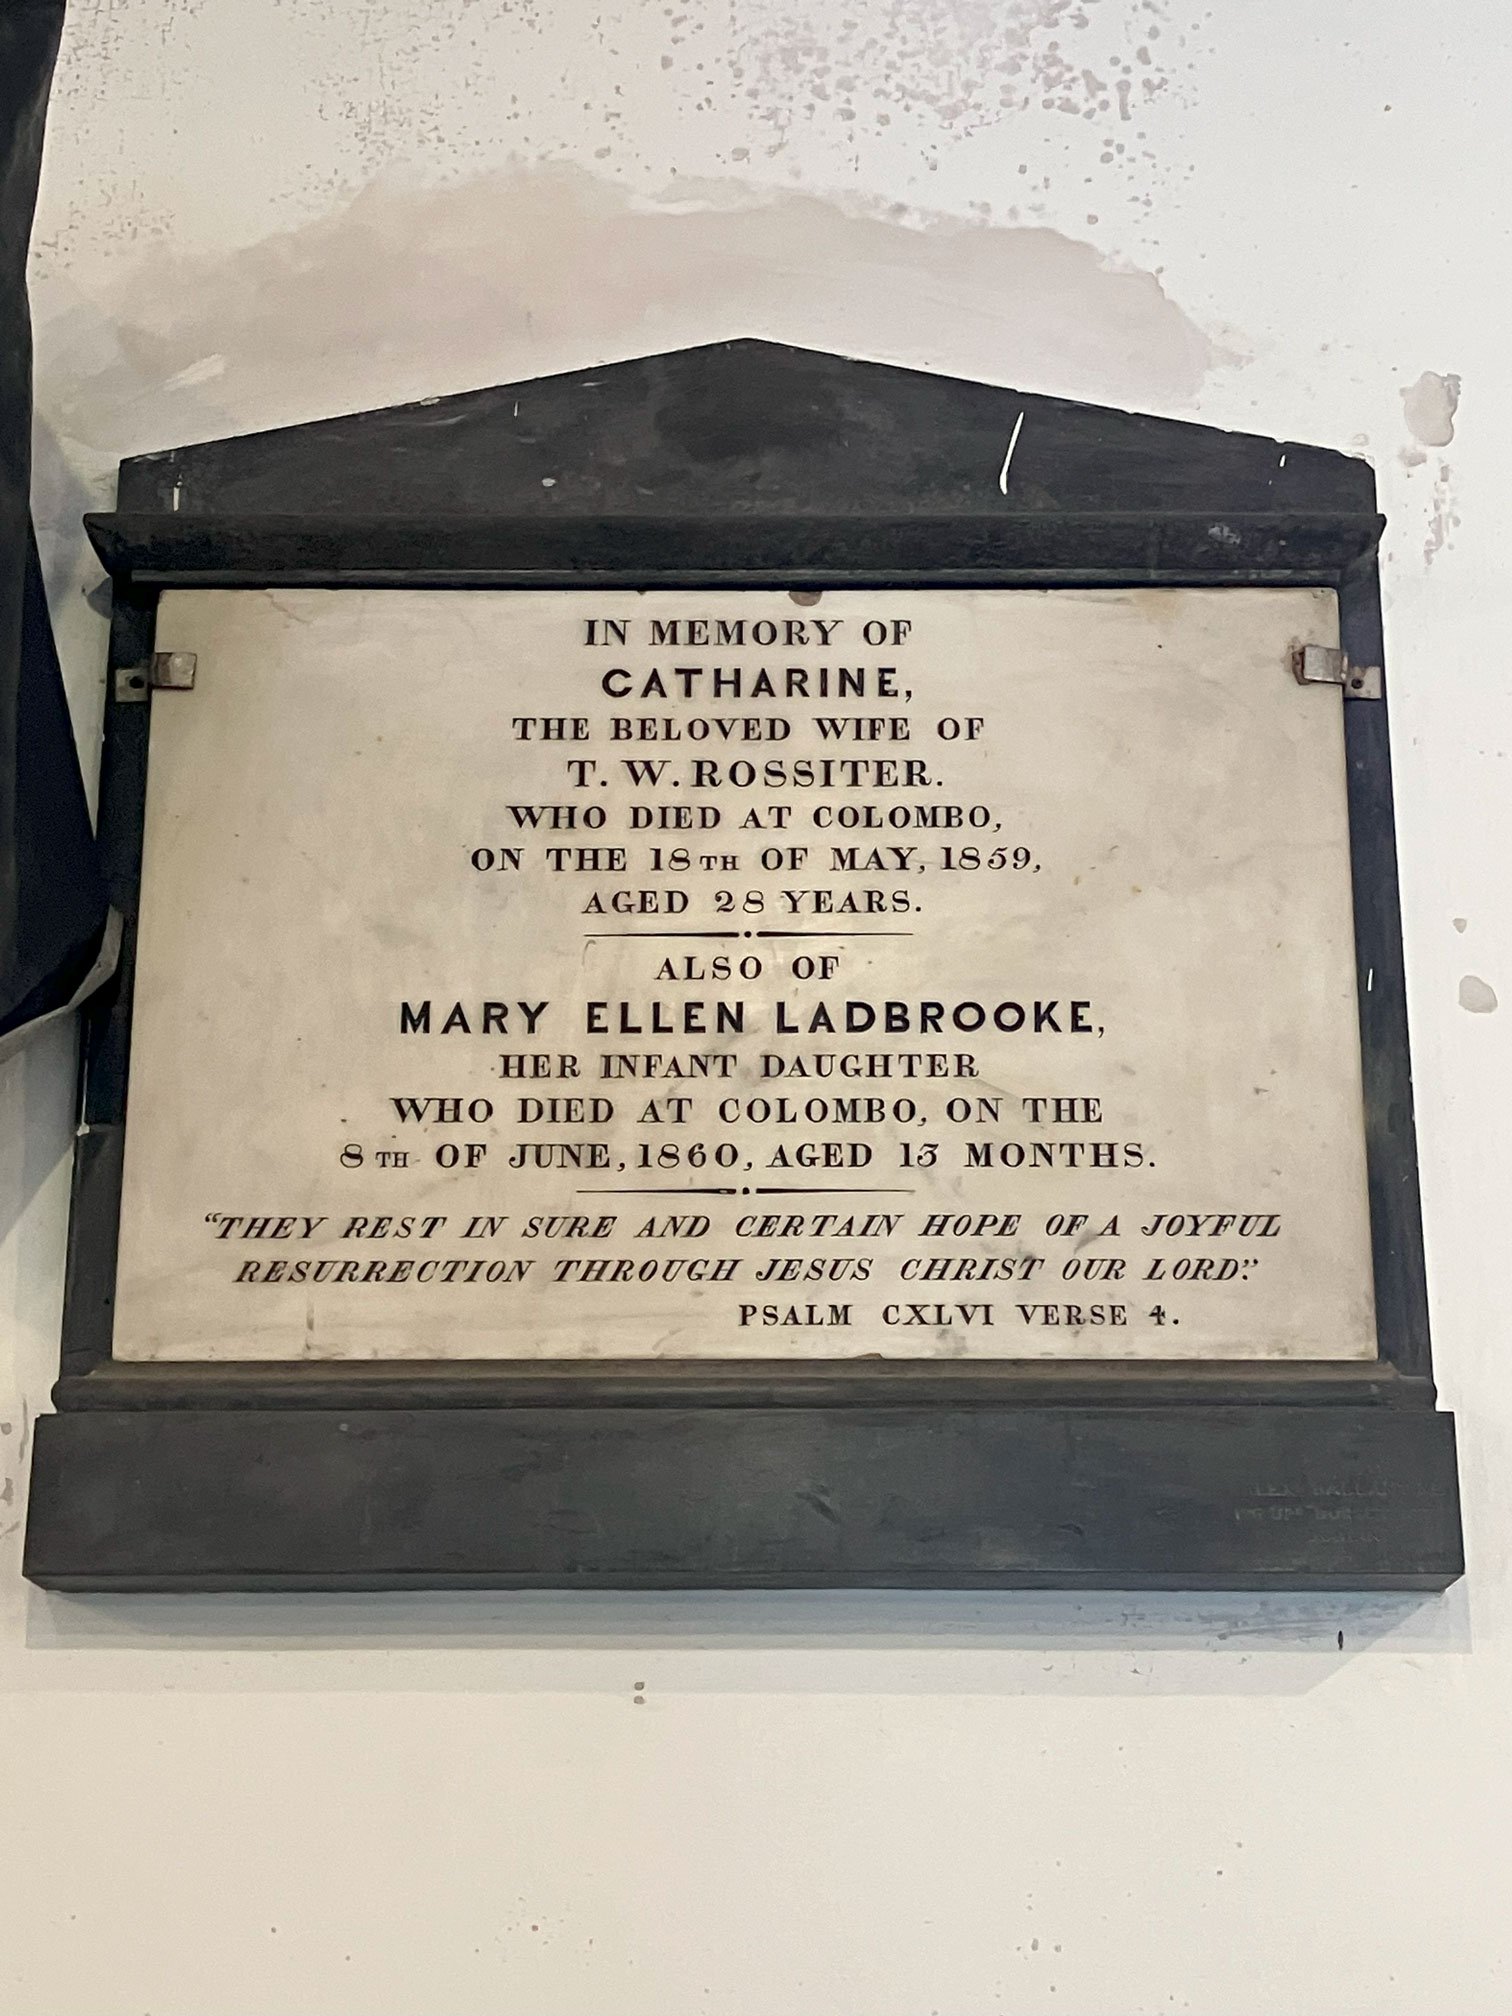 IN MEMORY OF
CATHARINE,
THE BELOVED WIFE OF
T. W. ROSSITER.
WHO DIED AT COLOMBO,
ON THE 18TH OF MAY, 1859,
AGED 28 YEARS.
ALSO OF
MARY ELLEN LADBROOKE,
HER INFANT DAUGHTER
WHO DIED AT COLOMBO, ON THE
8TH OF JUNE, 1860, AGED 13 MONTHS.
"THEY REST IN SURE AND CERTAIN HOPE OF A JOYFUL
RESURRECTION THROUGH JESUS CHRIST OUR LORD."
PSALM CXLVI VERSE 4.